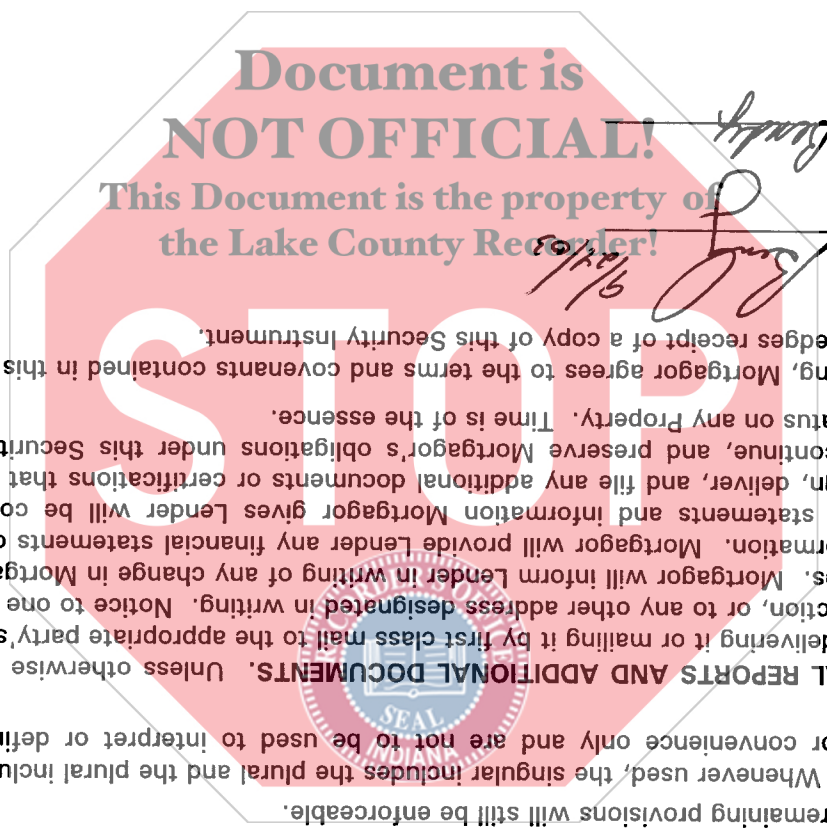 Document is
NOT OFFICIAL!
This Document is the property of
the Lake County Recorder!
STOP
RECORDER'S OFFICE
SEAL
INDIANA
remaining provisions will still be enforceable.
Whenever used, the singular includes the plural and the plural inclu
or convenience only and are not to be used to interpret or defin
L REPORTS AND ADDITIONAL DOCUMENTS. Unless otherwise
delivering it or mailing it by first class mail to the appropriate party's
ction, or to any other address designated in writing. Notice to one
es. Mortgagor will inform Lender in writing of any change in Mortga
ormation. Mortgagor will provide Lender any financial statements o
statements and information Mortgagor gives Lender will be co
gn, deliver, and file any additional documents or certifications that
continue, and preserve Mortgagor's obligations under this Securit
atus on any Property. Time is of the essence.
ng, Mortgagor agrees to the terms and covenants contained in this
edges receipt of a copy of this Security Instrument.